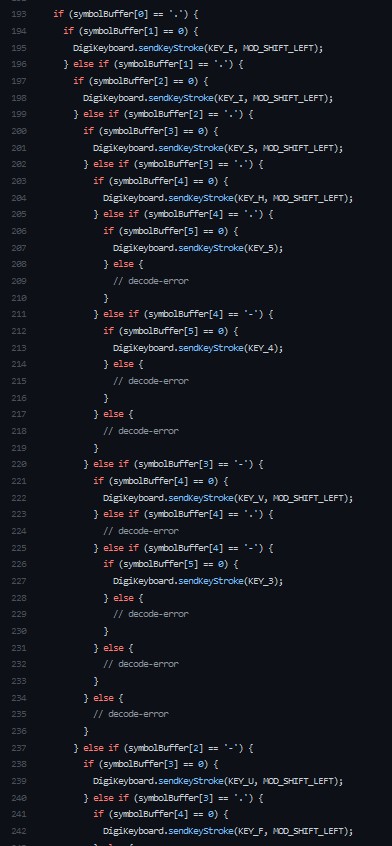 193 if (symbolBuffer[0] == '.') {
194 if (symbolBuffer[1] == 0) {
195 DigiKeyboard.sendKeyStroke(KEY_E, MOD_SHIFT_LEFT);
196 } else if (symbolBuffer[1] == '.') {
197 if (symbolBuffer[2] == 0) {
198 DigiKeyboard.sendKeyStroke(KEY_I, MOD_SHIFT_LEFT);
199 } else if (symbolBuffer[2] == '.') {
200 if (symbolBuffer[3] == 0) {
201 DigiKeyboard.sendKeyStroke(KEY_S, MOD_SHIFT_LEFT);
202 } else if (symbolBuffer[3] == '.') {
203 if (symbolBuffer[4] == 0) {
204 DigiKeyboard.sendKeyStroke(KEY_H, MOD_SHIFT_LEFT);
205 } else if (symbolBuffer[4] == '.') {
206 if (symbolBuffer[5] == 0) {
207 DigiKeyboard.sendKeyStroke(KEY_5);
208 } else {
209 // decode-error
210 }
211 } else if (symbolBuffer[4] == '-') {
212 if (symbolBuffer[5] == 0) {
213 DigiKeyboard.sendKeyStroke(KEY_4);
214 } else {
215 // decode-error
216 }
217 } else {
218 // decode-error
219 }
220 } else if (symbolBuffer[3] == '-') {
221 if (symbolBuffer[4] == 0) {
222 DigiKeyboard.sendKeyStroke(KEY_V, MOD_SHIFT_LEFT);
223 } else if (symbolBuffer[4] == '.') {
224 // decode-error
225 } else if (symbolBuffer[4] == '-') {
226 if (symbolBuffer[5] == 0) {
227 DigiKeyboard.sendKeyStroke(KEY_3);
228 } else {
229 // decode-error
230 }
231 } else {
232 // decode-error
233 }
234 } else {
235 // decode-error
236 }
237 } else if (symbolBuffer[2] == '-') {
238 if (symbolBuffer[3] == 0) {
239 DigiKeyboard.sendKeyStroke(KEY_U, MOD_SHIFT_LEFT);
240 } else if (symbolBuffer[3] == '.') {
241 if (symbolBuffer[4] == 0) {
242 DigiKeyboard.sendKeyStroke(KEY_F, MOD_SHIFT_LEFT);